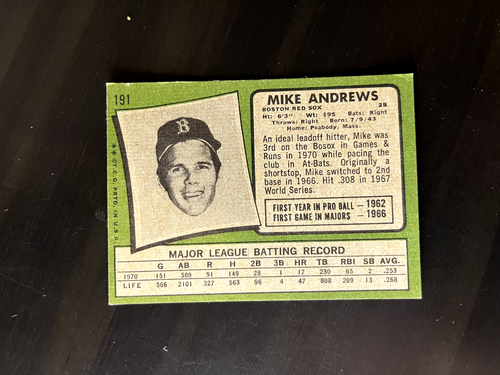 191
MIKE ANDREWS
BOSTON RED SOX 2B
Ht: 6'3" Wt: 195 Bats: Right
Throws: Right Born: 7/9/43
Home: Peabody, Mass.
An ideal leadoff hitter, Mike was
3rd on the Bosox in Games &
Runs in 1970 while pacing the
club in At-Bats. Originally a
shortstop, Mike switched to 2nd
base in 1966. Hit .308 in 1967
World Series.
FIRST YEAR IN PRO BALL — 1962
FIRST GAME IN MAJORS — 1966
B
©T.C.G. PRTD. IN U.S.A.
MAJOR LEAGUE BATTING RECORD
G AB R H 2B 3B HR TB RBI SB AVG.
1970 151 589 91 149 28 1 17 230 65 2 .253
LIFE 566 2101 327 563 96 4 47 808 209 13 .268